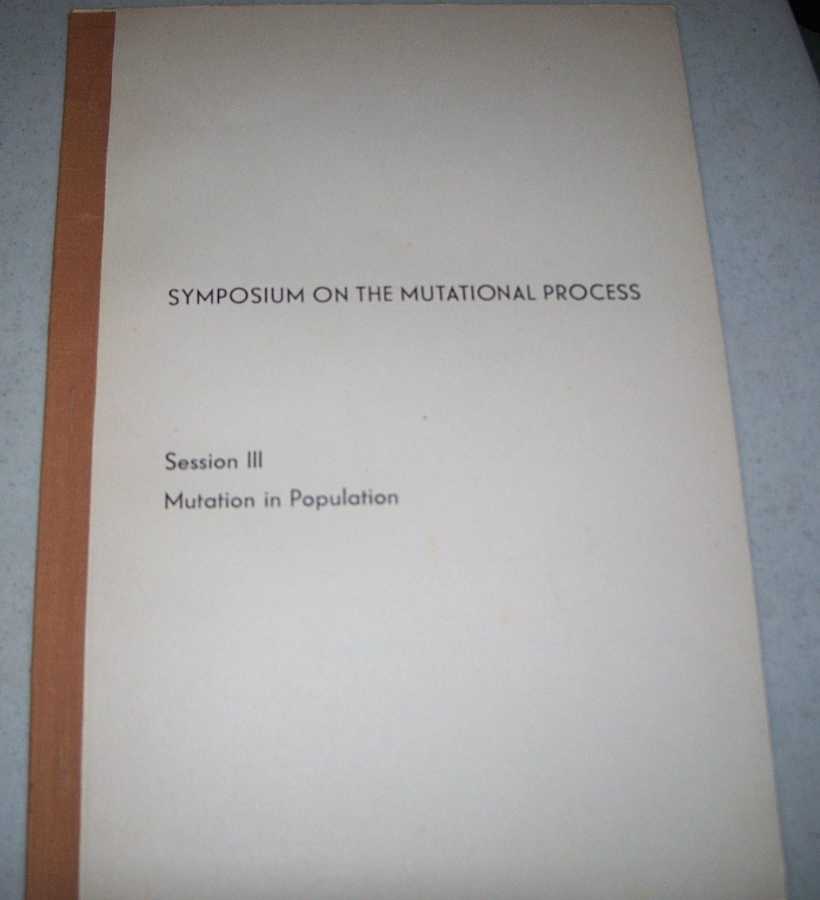 SYMPOSIUM ON THE MUTATIONAL PROCESS
Session III
Mutation in Population